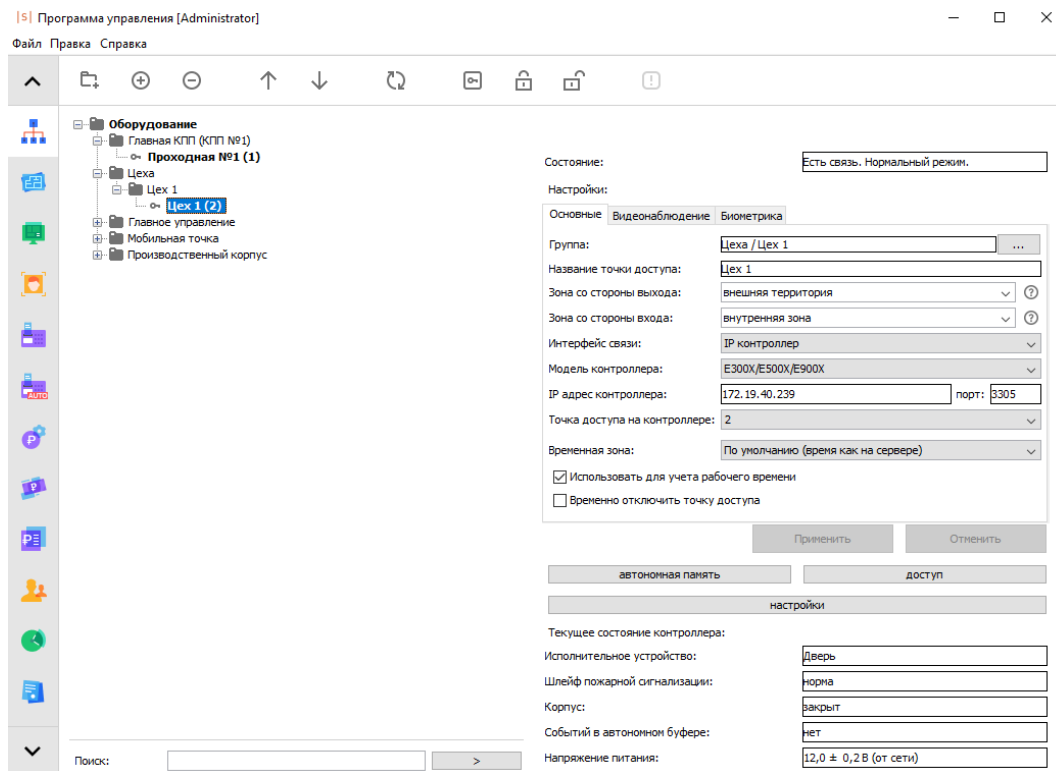 |S| Программа управления [Administrator]
Файл Правка Справка
Оборудование
Главная КПП (КПП №1)
Проходная №1 (1)
Цеха
Цех 1
Цех 1 (2)
Главное управление
Мобильная точка
Производственный корпус
Поиск: >
Состояние: Есть связь. Нормальный режим.
Настройки:
Основные Видеонаблюдение Биометрика
Группа: Цеха / Цех 1 ...
Название точки доступа: Цех 1
Зона со стороны выхода: внешняя территория ?
Зона со стороны входа: внутренняя зона ?
Интерфейс связи: IP контроллер
Модель контроллера: E300X/E500X/E900X
IP адрес контроллера: 172.19.40.239 порт: 3305
Точка доступа на контроллере: 2
Временная зона: По умолчанию (время как на сервере)
Использовать для учета рабочего времени
Временно отключить точку доступа
Применить Отменить
автономная память доступ
настройки
Текущее состояние контроллера:
Исполнительное устройство: Дверь
Шлейф пожарной сигнализации: норма
Корпус: закрыт
Событий в автономном буфере: нет
Напряжение питания: 12,0 ± 0,2 В (от сети)
AUTO